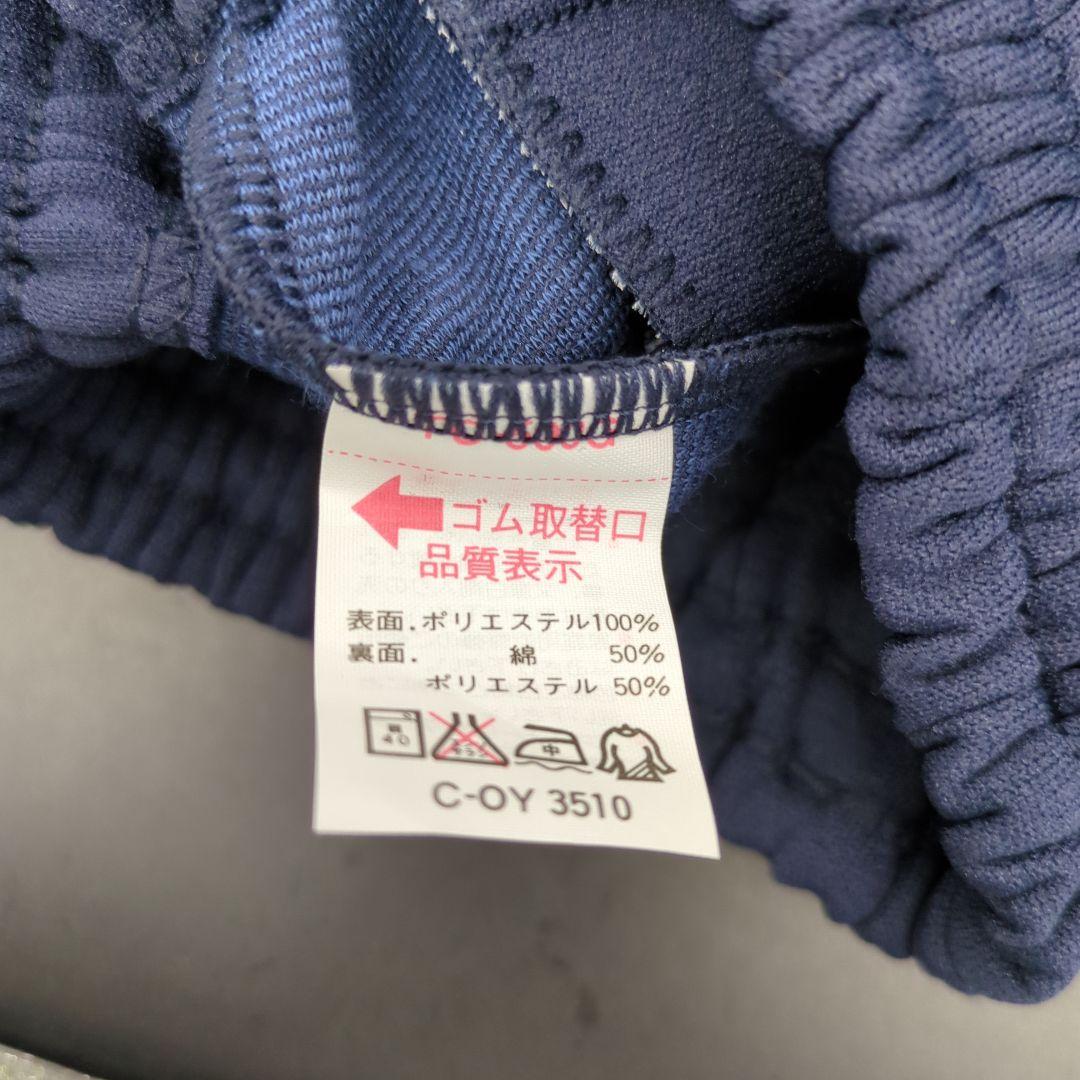 ゴム取替口
品質表示
表面.ポリエステル100%
裏面. 綿 50%
ポリエステル 50%
40
中
C-OY 3510